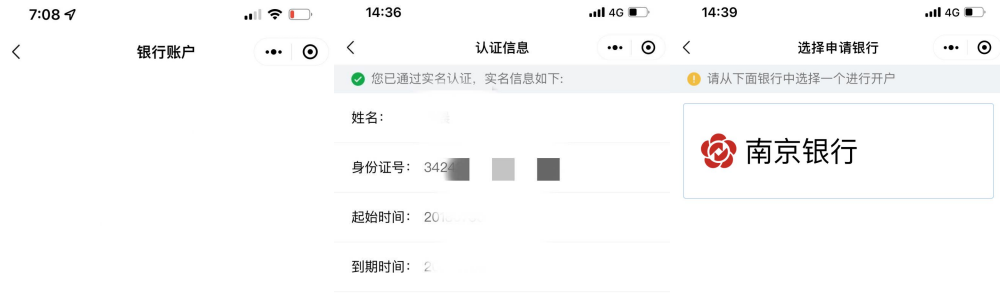 7:08
银行账户
14:36
4G
认证信息
您已通过实名认证，实名信息如下:
姓名:
身份证号: 3424
起始时间: 201
到期时间: 2
14:39
4G
选择申请银行
请从下面银行中选择一个进行开户
南京银行